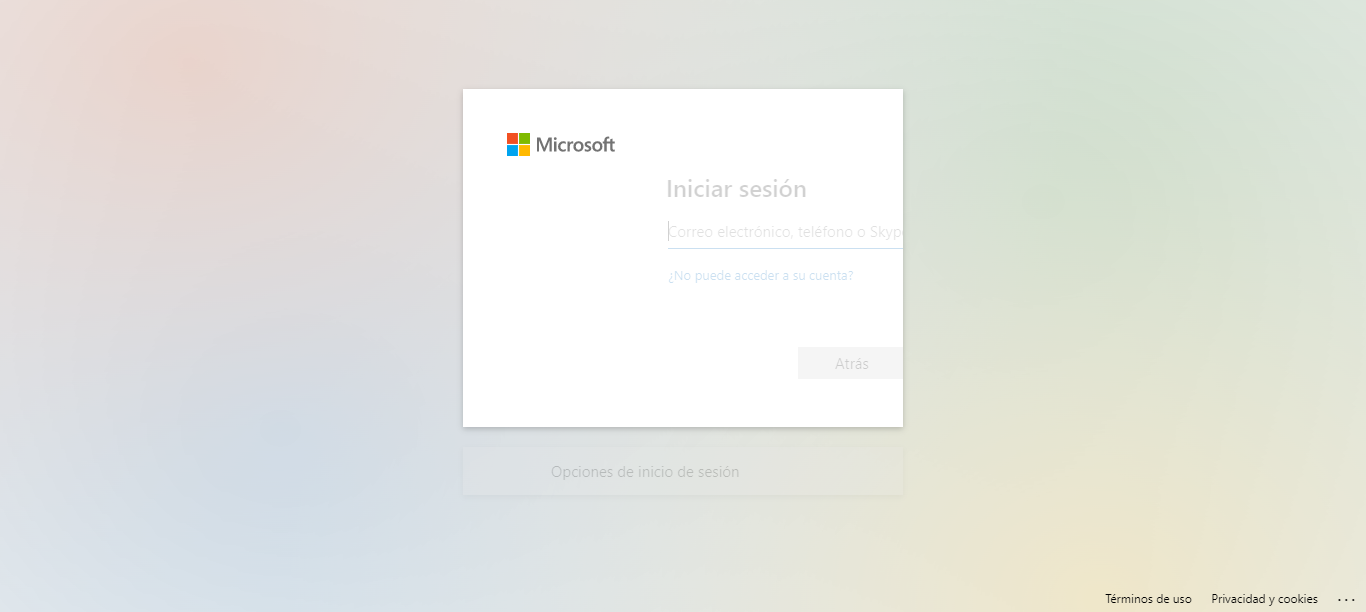 Microsoft
Iniciar sesión
Correo electrónico, teléfono o Skype
¿No puede acceder a su cuenta?
Atrás
Opciones de inicio de sesión
Términos de uso
Privacidad y cookies
...